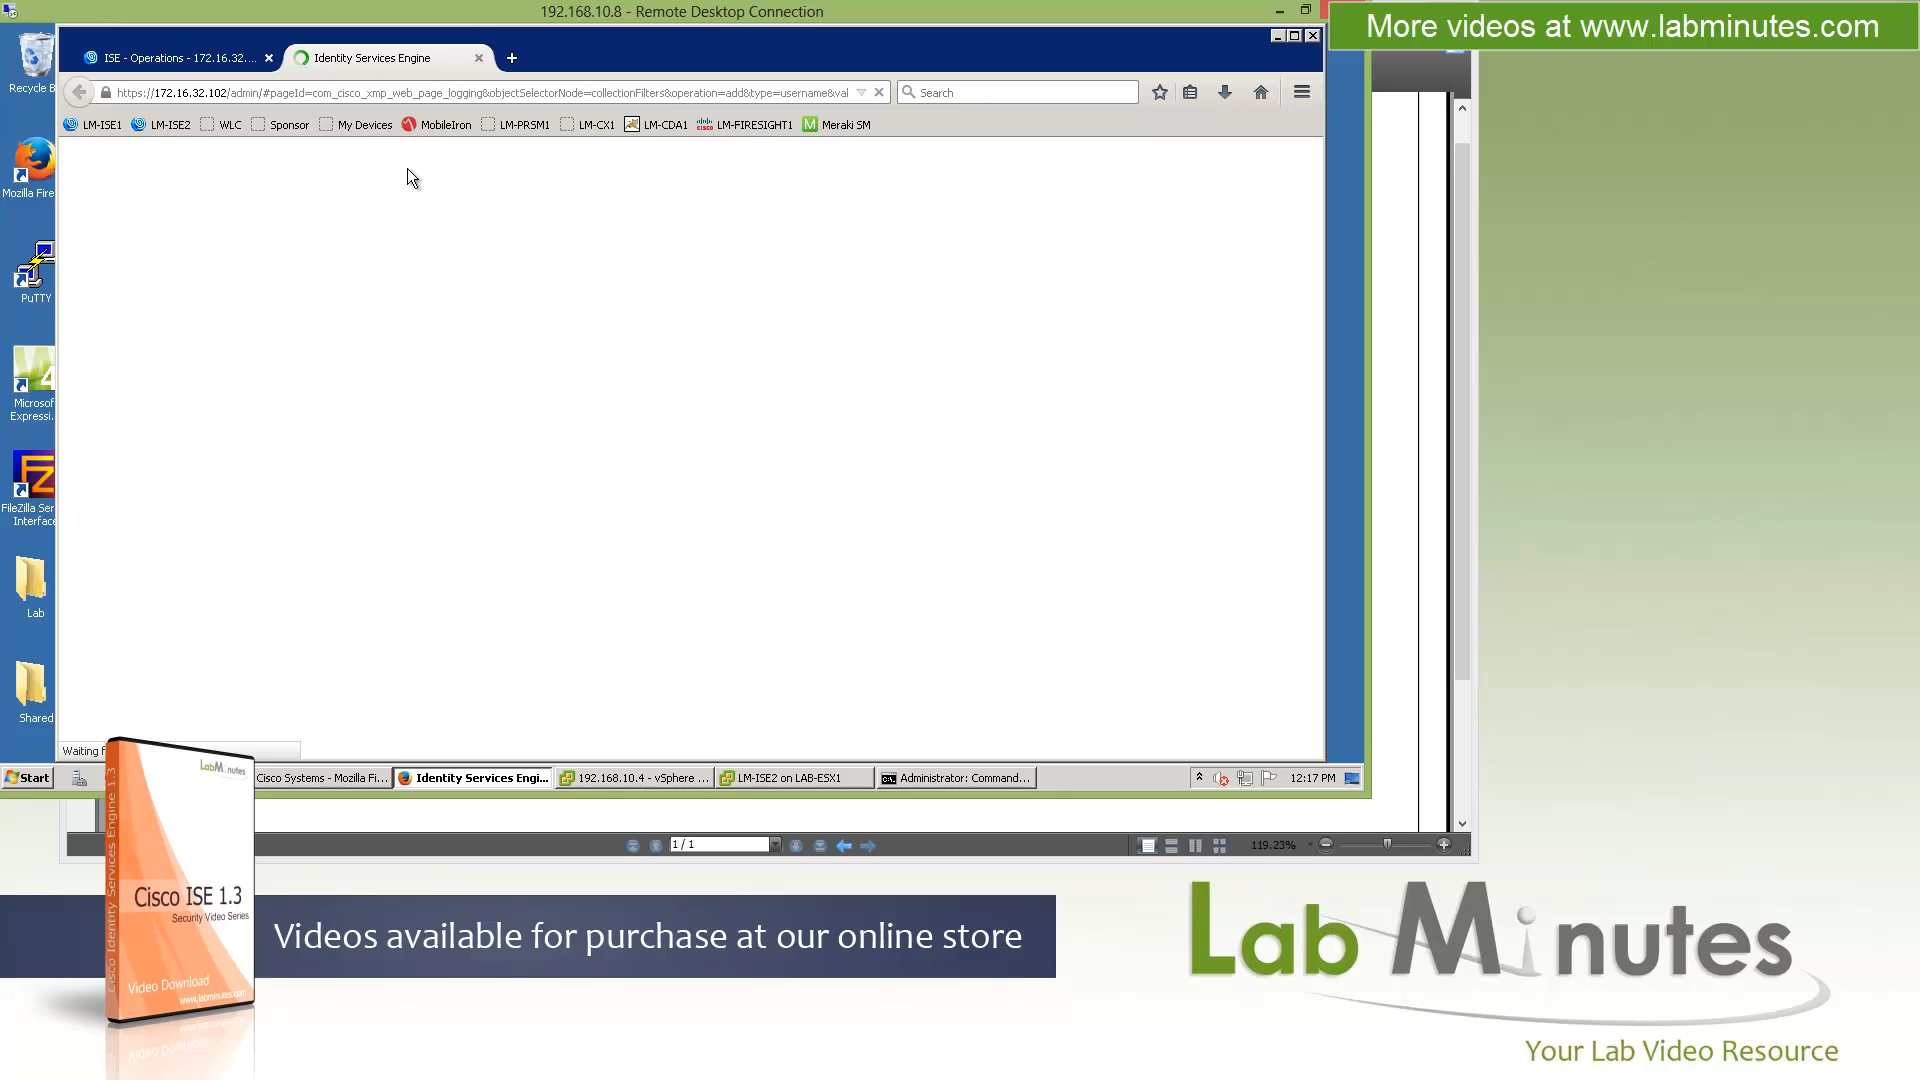 192.168.10.8 - Remote Desktop Connection
More videos at www.labminutes.com
ISE - Operations - 172.16.32....
Identity Services Engine
https://172.16.32.102/admin/#pageId=com_cisco_xmp_web_page_logging&objectSelectorNode=collectionFilters&operation=add&type=username&val
Search
LM-ISE1
LM-ISE2
WLC
Sponsor
My Devices
MobileIron
LM-PRSM1
LM-CX1
LM-CDA1
LM-FIRESIGHT1
Meraki SM
Recycle B
Mozilla Fire
PuTTY
Microsof
Expressi...
FileZilla Ser
Interface
Lab
Shared
Waiting f
Start
Cisco Systems - Mozilla Fi...
Identity Services Engi...
192.168.10.4 - vSphere ...
LM-ISE2 on LAB-ESX1
Administrator: Command...
12:17 PM
1 / 1
119.23%
LabMinutes
Cisco Identity Services Engine 1.3
Cisco ISE 1.3
Security Video Series
Video Download
www.labminutes.com
Videos available for purchase at our online store
Lab Minutes
Your Lab Video Resource